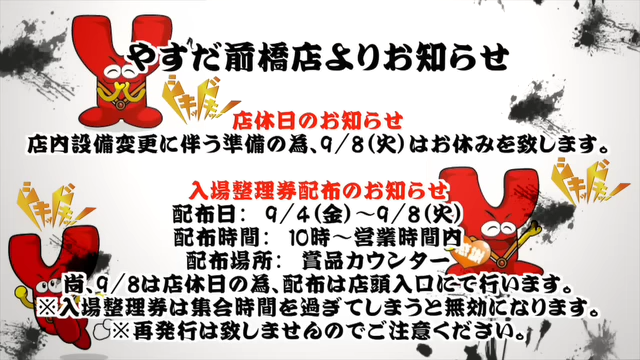 やすだ前橋店よりお知らせ
店休日のお知らせ
店内設備変更に伴う準備の為、9/8(火)はお休みを致します。
入場整理券配布のお知らせ
配布日: 9/4(金)～9/8(火)
配布時間: 10時～営業時間内
配布場所: 賞品カウンター
尚、9/8は店休日の為、配布は店頭入口にて行います。
※入場整理券は集合時間を過ぎてしまうと無効になります。
※再発行は致しませんのでご注意ください。